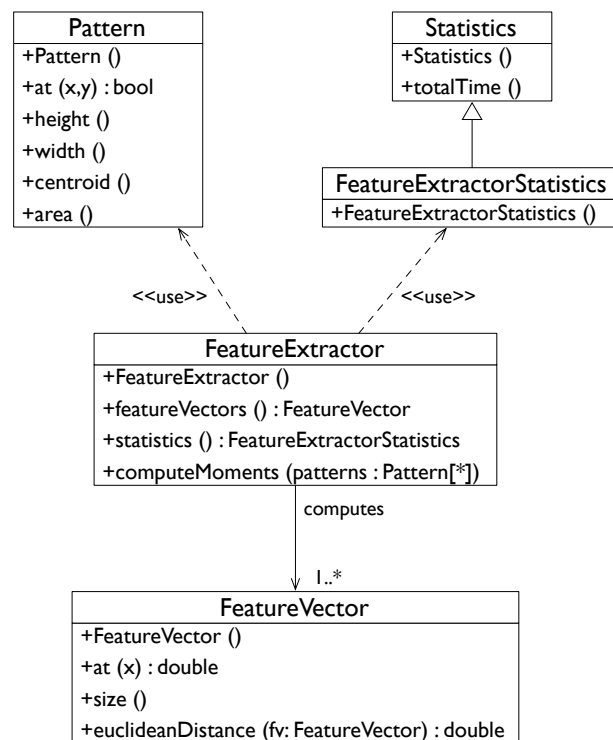 Pattern
+Pattern ()
+at (x,y) : bool
+height ()
+width ()
+centroid ()
+area ()
Statistics
+Statistics ()
+totalTime ()
FeatureExtractorStatistics
+FeatureExtractorStatistics ()
<<use>>
<<use>>
FeatureExtractor
+FeatureExtractor ()
+featureVectors () : FeatureVector
+statistics () : FeatureExtractorStatistics
+computeMoments (patterns : Pattern[*])
computes
1..*
FeatureVector
+FeatureVector ()
+at (x) : double
+size ()
+euclideanDistance (fv: FeatureVector) : double